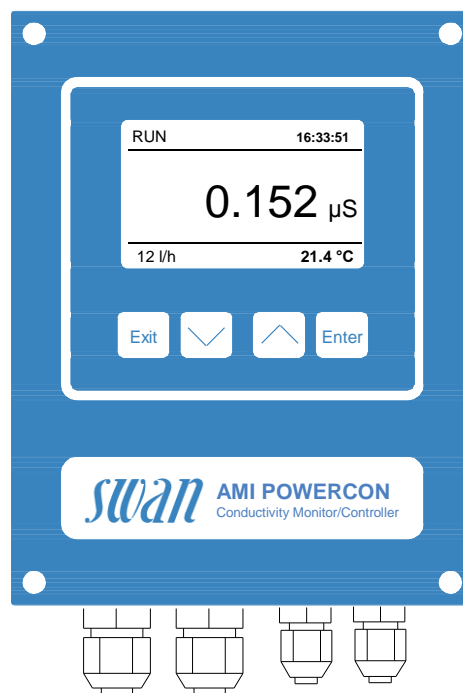 RUN 16:33:51
0.152 µS
12 l/h 21.4 °C
Exit Enter
swan AMI POWERCON
Conductivity Monitor/Controller